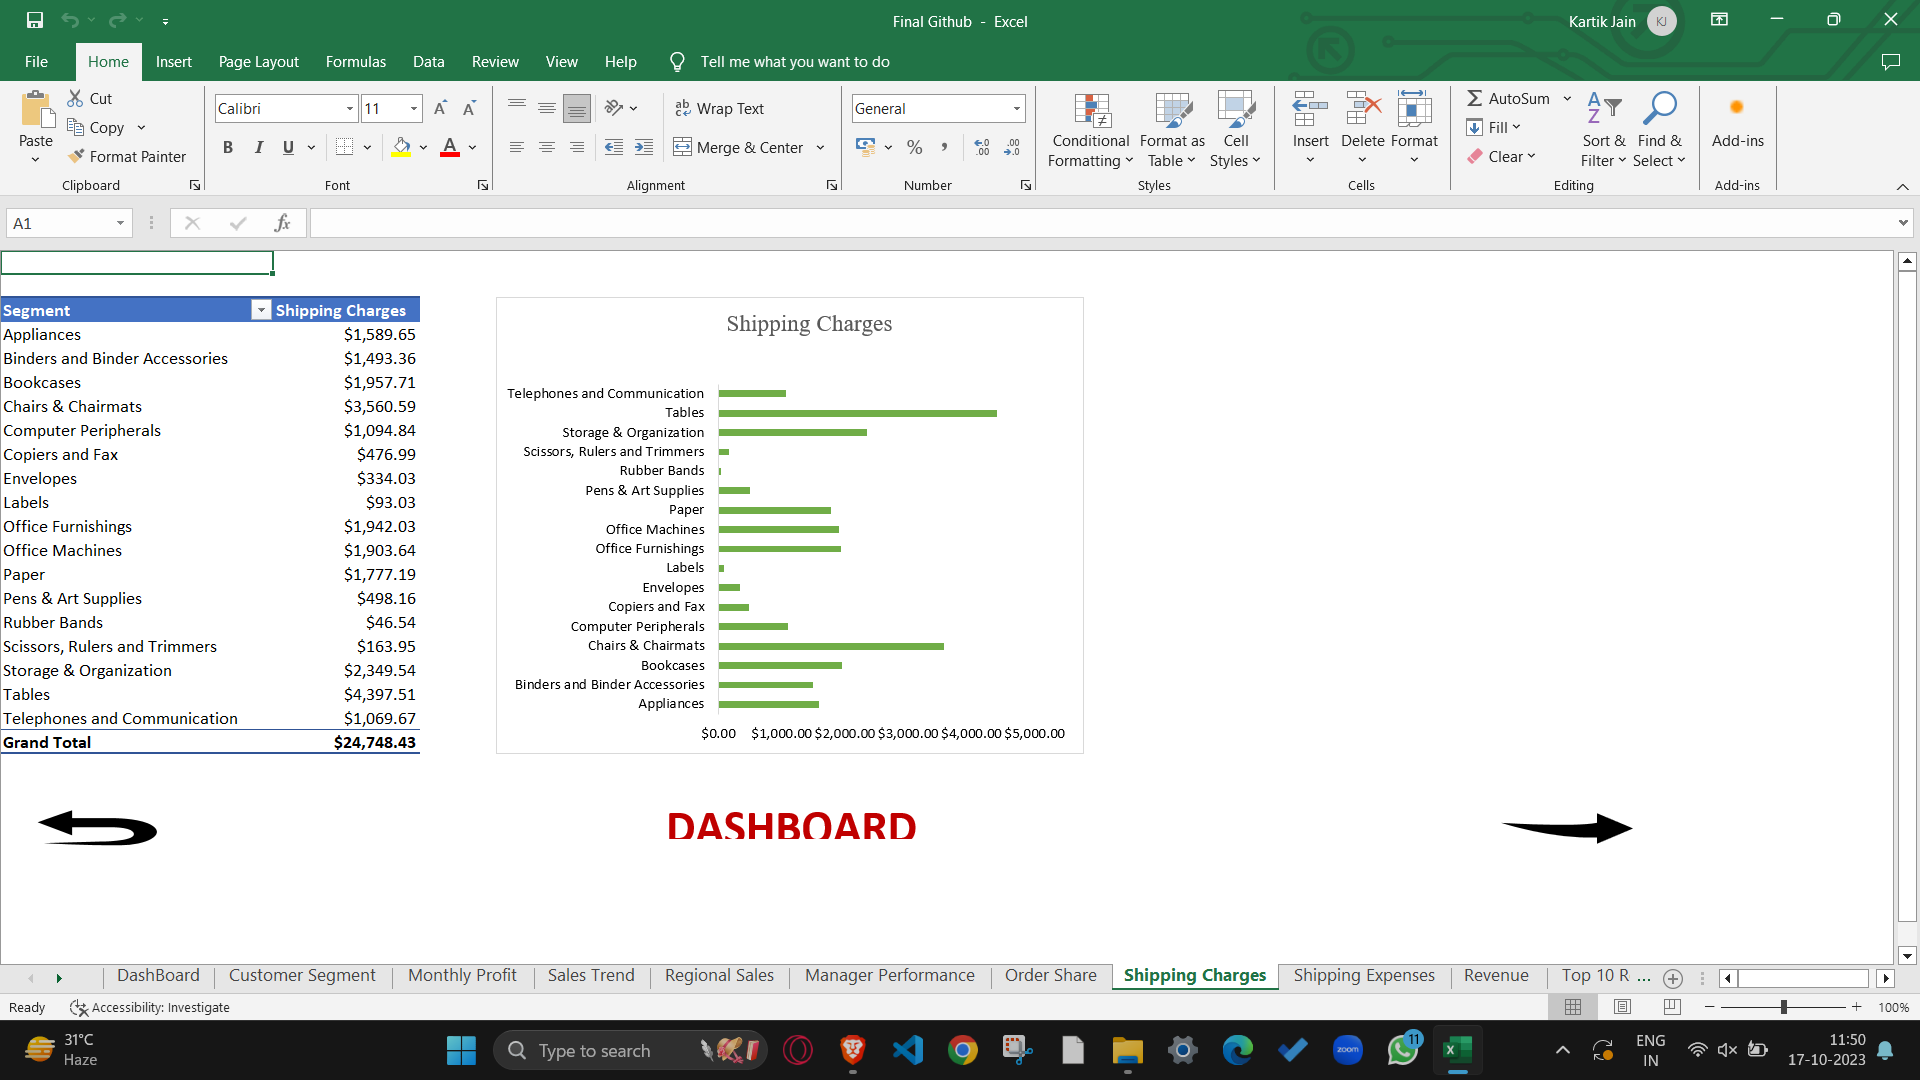 Final Github - Excel
Kartik Jain KJ
File Home Insert Page Layout Formulas Data Review View Help Tell me what you want to do
Paste
Cut
Copy
Format Painter
Clipboard
Calibri 11
B I U
Font
Wrap Text
Merge & Center
Alignment
General
Number
Conditional Formatting
Format as Table
Cell Styles
Styles
Insert
Delete
Format
Cells
AutoSum
Fill
Clear
Sort & Filter
Find & Select
Editing
Add-ins
Add-ins
A1
fx
Segment Shipping Charges
Appliances $1,589.65
Binders and Binder Accessories $1,493.36
Bookcases $1,957.71
Chairs & Chairmats $3,560.59
Computer Peripherals $1,094.84
Copiers and Fax $476.99
Envelopes $334.03
Labels $93.03
Office Furnishings $1,942.03
Office Machines $1,903.64
Paper $1,777.19
Pens & Art Supplies $498.16
Rubber Bands $46.54
Scissors, Rulers and Trimmers $163.95
Storage & Organization $2,349.54
Tables $4,397.51
Telephones and Communication $1,069.67
Grand Total $24,748.43
Shipping Charges
Telephones and Communication
Tables
Storage & Organization
Scissors, Rulers and Trimmers
Rubber Bands
Pens & Art Supplies
Paper
Office Machines
Office Furnishings
Labels
Envelopes
Copiers and Fax
Computer Peripherals
Chairs & Chairmats
Bookcases
Binders and Binder Accessories
Appliances
$0.00 $1,000.00 $2,000.00 $3,000.00 $4,000.00 $5,000.00
DASHBOARD
DashBoard Customer Segment Monthly Profit Sales Trend Regional Sales Manager Performance Order Share Shipping Charges Shipping Expenses Revenue Top 10 R ...
Ready Accessibility: Investigate 100%
31°C
Haze
Type to search
zoom
11
ENG
IN
11:50
17-10-2023